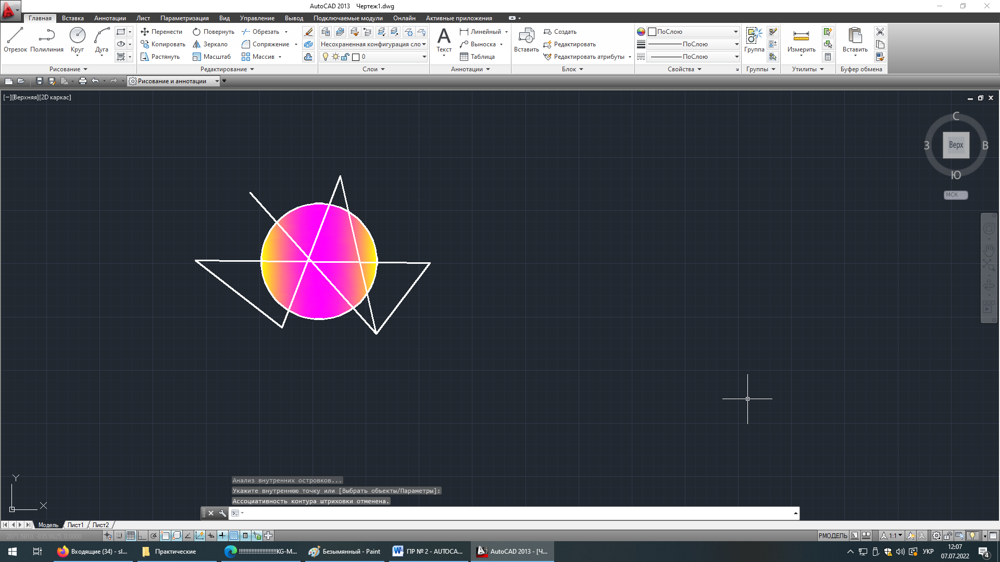 AutoCAD 2013 Чертеж1.dwg
Главная Вставка Аннотации Лист Параметризация Вид Управление Вывод Подключаемые модули Онлайн Активные приложения
Перенести Повернуть Обрезать Линейный Создать ПоСлою
Отрезок Полилиния Круг Дуга Копировать Зеркало Сопряжение Несохраненная конфигурация сло Текст Выноска Вставить Редактировать ПоСлою Группа Измерить Вставить
Растянуть Масштаб Массив 0 Таблица Редактировать атрибуты ПоСлою
Рисование Редактирование Слои Аннотации Блок Свойства Группы Утилиты Буфер обмена
Рисование и аннотации
[−][Верхняя][2D каркас]
С
З Верх В
Ю
МСК
Y
X
Анализ внутренних островков...
Укажите внутреннюю точку или [Выбрать объекты/Параметры]:
Ассоциативность контура штриховки отменена.
Модель Лист1 Лист2
2071.5810, -835.8825, 0.0000 РМОДЕЛЬ 1:1
Входящие (34) - sl... Практические !!!!!!!!!!!!!!!!!!!!!!!!!KG-M... Безымянный - Paint ПР № 2 - AUTOCA... AutoCAD 2013 - [Ч... УКР 12:07
07.07.2022 4